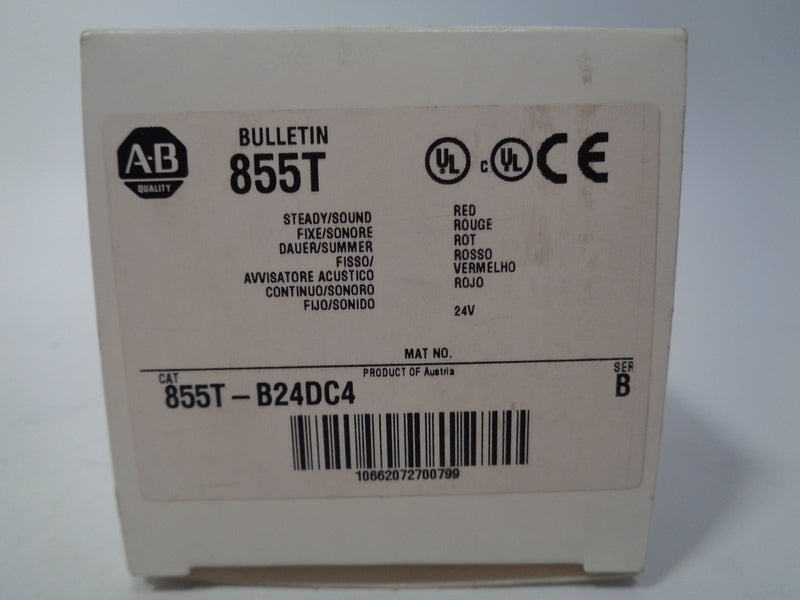 A-B
QUALITY
BULLETIN
855T
UL
c UL CE
STEADY/SOUND
FIXE/SONORE
DAUER/SUMMER
FISSO/
AVVISATORE ACUSTICO
CONTINUO/SONORO
FIJO/SONIDO
RED
ROUGE
ROT
ROSSO
VERMELHO
ROJO
24V
MAT NO.
PRODUCT OF Austria
CAT
855T-B24DC4
SER
B
10662072700799